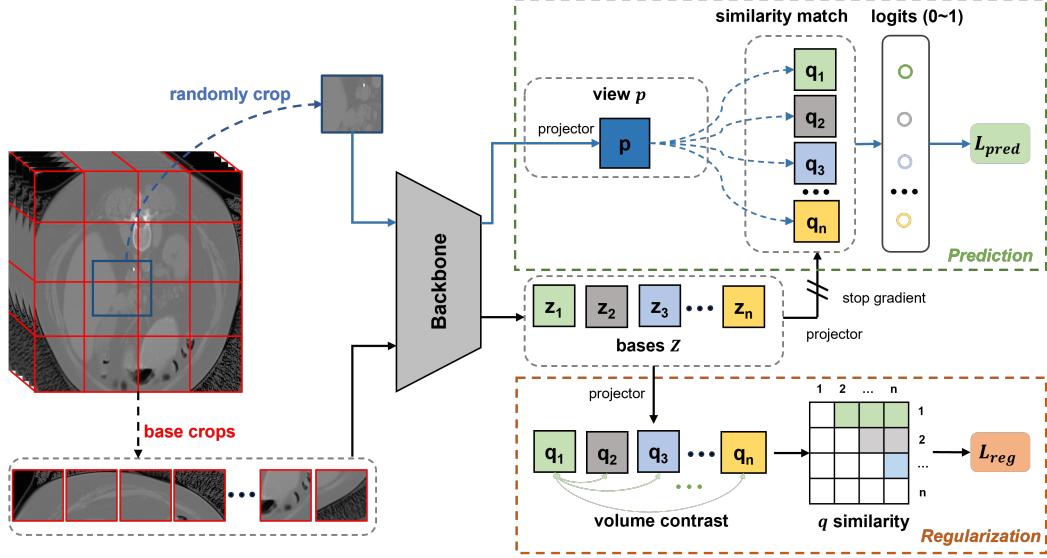 similarity match
logits (0~1)
randomly crop
view p
projector
p
q1
q2
q3
qn
Lpred
Prediction
Backbone
stop gradient
projector
z1
z2
z3
zn
bases Z
projector
base crops
q1
q2
q3
qn
volume contrast
1 2 ... n
1
2
...
n
q similarity
Lreg
Regularization